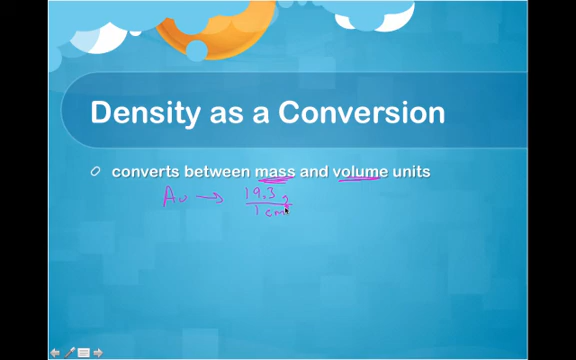 Density as a Conversion
converts between mass and volume units
Au → 19.3 g
1 cm